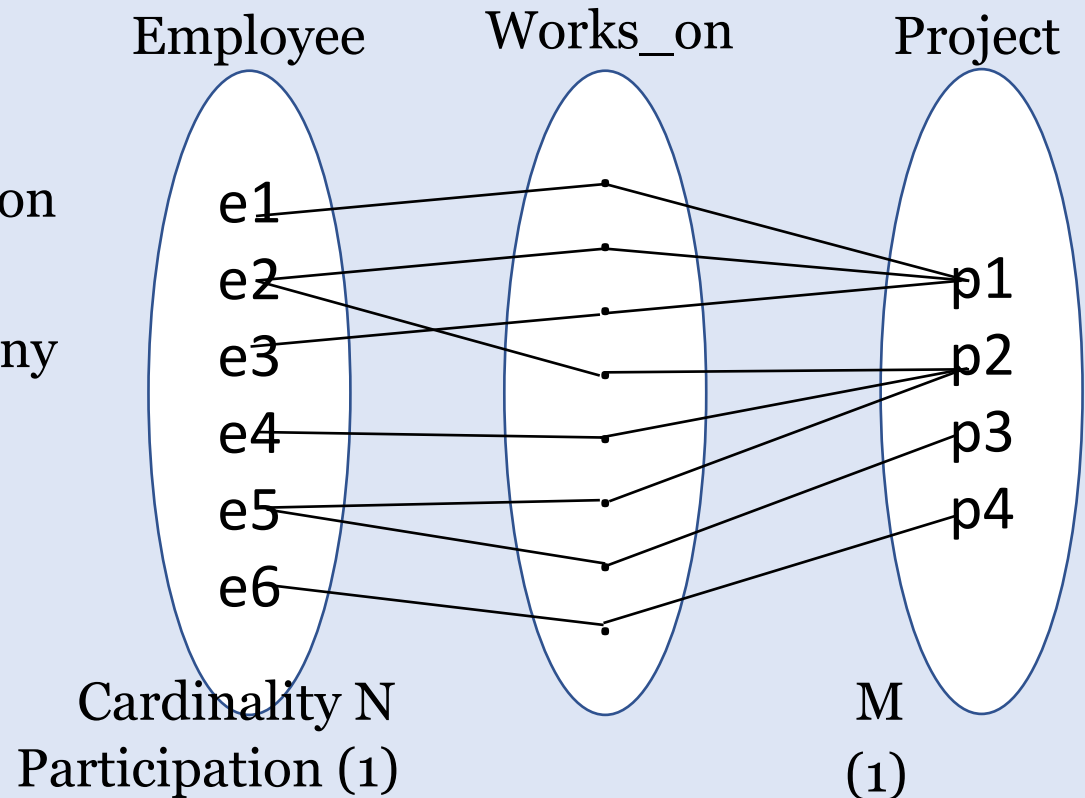 Employee Works_on Project
on
ny
e1
e2
e3
e4
e5
e6
p1
p2
p3
p4
Cardinality N M
Participation (1) (1)